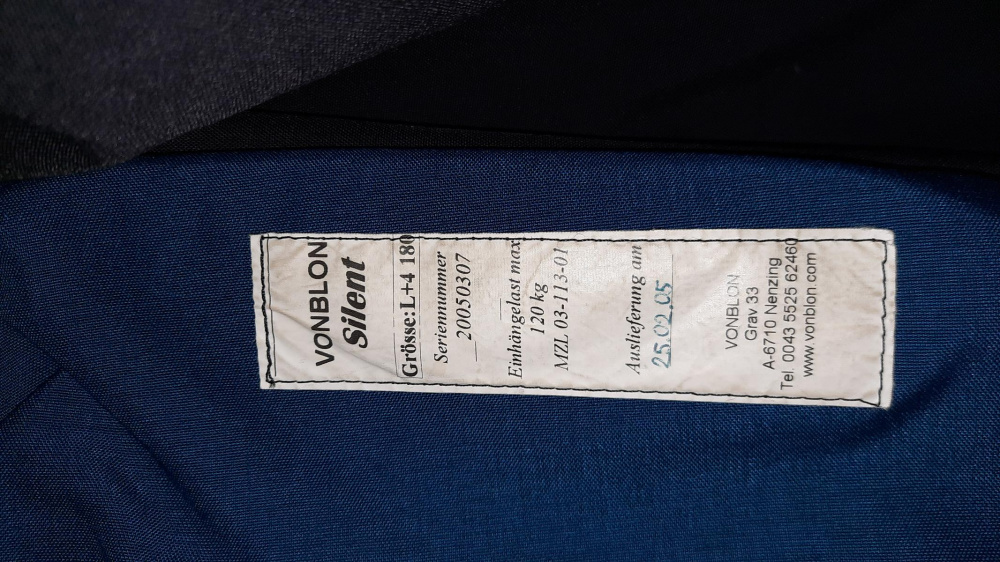 VONBLON
Silent
Grösse:L+4 180
Seriennummer
20050307
Einhängelast max
120 kg
MZL 03-113-01
Auslieferung am
25.02.05
VONBLON
Grav 33
A-6710 Nenzing
Tel. 0043 5525 62460
www.vonblon.com